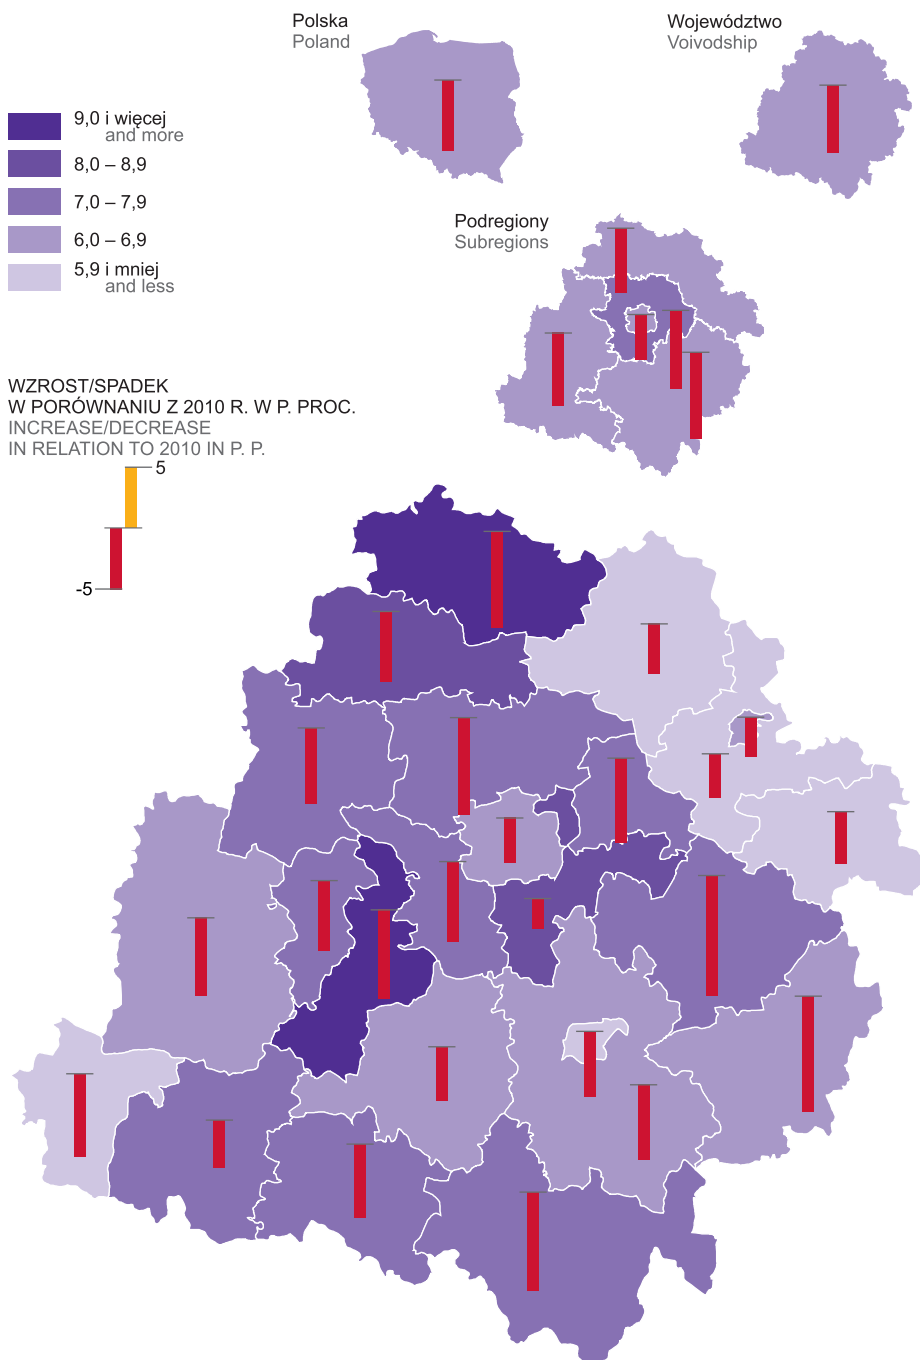 Polska
Poland
Województwo
Voivodship
9,0 i więcej
and more
8,0 – 8,9
7,0 – 7,9
6,0 – 6,9
5,9 i mniej
and less
Podregiony
Subregions
WZROST/SPADEK
W PORÓWNANIU Z 2010 R. W P. PROC.
INCREASE/DECREASE
IN RELATION TO 2010 IN P. P.
5
-5